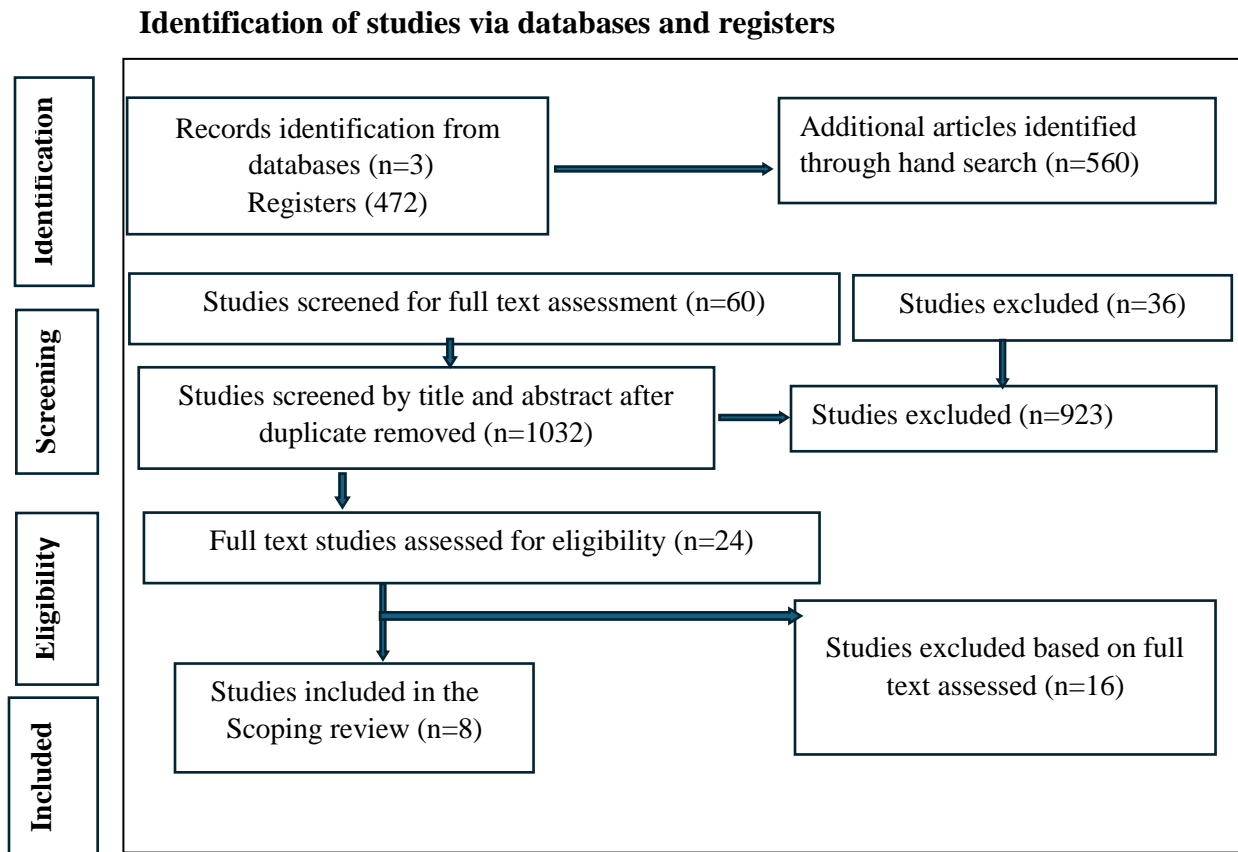 Identification of studies via databases and registers
Identification
Records identification from
databases (n=3)
Registers (472)
Additional articles identified
through hand search (n=560)
Screening
Studies screened for full text assessment (n=60)
Studies excluded (n=36)
Studies screened by title and abstract after
duplicate removed (n=1032)
Studies excluded (n=923)
Eligibility
Full text studies assessed for eligibility (n=24)
Studies excluded based on full
text assessed (n=16)
Included
Studies included in the
Scoping review (n=8)